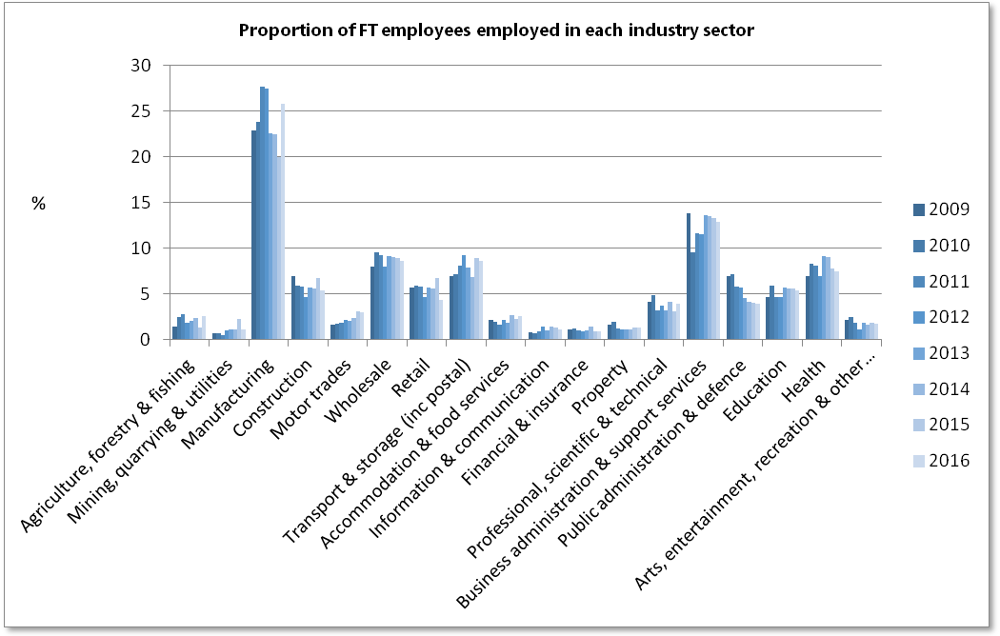 Proportion of FT employees employed in each industry sector
30
25
20
15
10
5
0
%
Agriculture, forestry & fishing
Mining, quarrying & utilities
Manufacturing
Construction
Motor trades
Wholesale
Retail
Transport & storage (inc postal)
Accommodation & food services
Information & communication
Financial & insurance
Property
Professional, scientific & technical
Business administration & support services
Public administration & defence
Education
Health
Arts, entertainment, recreation & other...
2009
2010
2011
2012
2013
2014
2015
2016